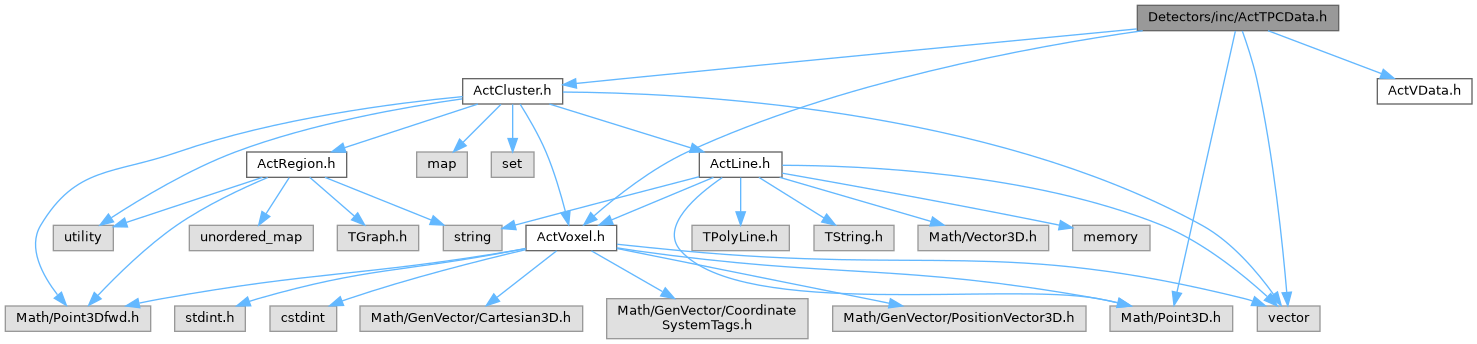 Detectors/inc/ActTPCData.h
ActCluster.h
ActVData.h
ActRegion.h
map
set
ActLine.h
utility
unordered_map
TGraph.h
string
ActVoxel.h
TPolyLine.h
TString.h
Math/Vector3D.h
memory
Math/Point3Dfwd.h
stdint.h
cstdint
Math/GenVector/Cartesian3D.h
Math/GenVector/Coordinate
SystemTags.h
Math/GenVector/PositionVector3D.h
Math/Point3D.h
vector